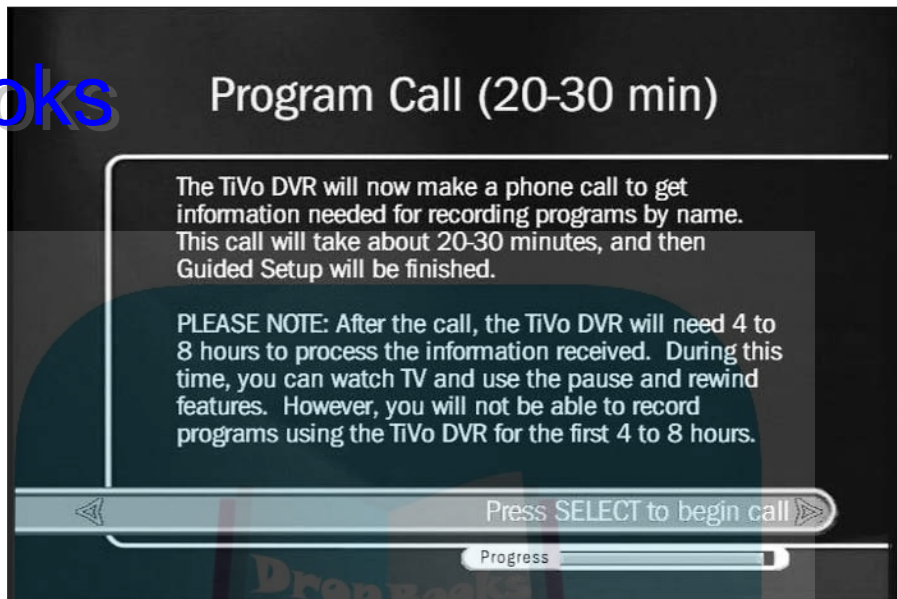 oks
Program Call (20-30 min)
The TiVo DVR will now make a phone call to get
information needed for recording programs by name.
This call will take about 20-30 minutes, and then
Guided Setup will be finished.
PLEASE NOTE: After the call, the TiVo DVR will need 4 to
8 hours to process the information received. During this
time, you can watch TV and use the pause and rewind
features. However, you will not be able to record
programs using the TiVo DVR for the first 4 to 8 hours.
Press SELECT to begin call
Progress
DropBooks